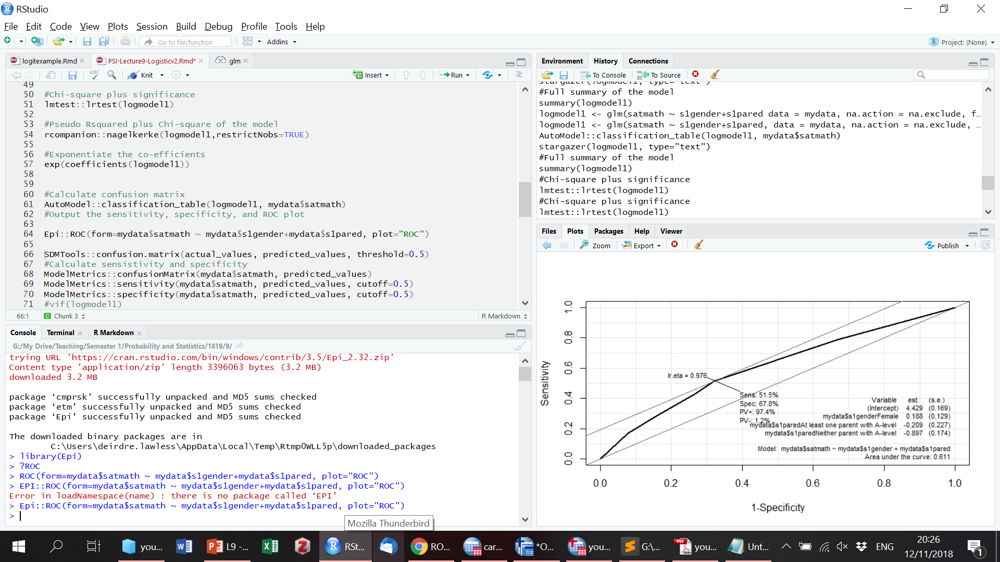 RStudio
File Edit Code View Plots Session Build Debug Profile Tools Help
Go to file/function Addins Project: (None)
logitexample.Rmd PSI-Lecture9-Logisticv2.Rmd* glm
ABC Knit Insert Run
49
50 #Chi-square plus significance
51 lmtest::lrtest(logmodel1)
52
53 #Pseudo Rsquared plus Chi-square of the model
54 rcompanion::nagelkerke(logmodel1,restrictNobs=TRUE)
55
56 #Exponentiate the co-efficients
57 exp(coefficients(logmodel1))
58
59
60 #Calculate confusion matrix
61 AutoModel::classification_table(logmodel1, mydata$satmath)
62 #Output the sensitivity, specificity, and ROC plot
63
64 Epi::ROC(form=mydata$satmath ~ mydata$s1gender+mydata$s1pared, plot="ROC")
65
66 SDMTools::confusion.matrix(actual_values, predicted_values, threshold=0.5)
67 #Calculate sensistivity and specificity
68 ModelMetrics::confusionMatrix(mydata$satmath, predicted_values)
69 ModelMetrics::sensitivity(mydata$satmath, predicted_values, cutoff=0.5)
70 ModelMetrics::specificity(mydata$satmath, predicted_values, cutoff=0.5)
71 #vif(logmodel1)
66:1 Chunk 3 R Markdown
Console Terminal R Markdown
G:/My Drive/Teaching/Semester 1/Probability and Statistics/1819/9/
trying URL 'https://cran.rstudio.com/bin/windows/contrib/3.5/Epi_2.32.zip'
Content type 'application/zip' length 3396063 bytes (3.2 MB)
downloaded 3.2 MB
package ‘cmprsk’ successfully unpacked and MD5 sums checked
package ‘etm’ successfully unpacked and MD5 sums checked
package ‘Epi’ successfully unpacked and MD5 sums checked
The downloaded binary packages are in
C:\Users\deirdre.lawless\AppData\Local\Temp\RtmpOWLL5p\downloaded_packages
> library(Epi)
> ?ROC
> ROC(form=mydata$satmath ~ mydata$s1gender+mydata$s1pared, plot="ROC")
> EPI::ROC(form=mydata$satmath ~ mydata$s1gender+mydata$s1pared, plot="ROC")
Error in loadNamespace(name) : there is no package called ‘EPI’
> Epi::ROC(form=mydata$satmath ~ mydata$s1gender+mydata$s1pared, plot="ROC")
>
Mozilla Thunderbird
Environment History Connections
To Console To Source
stargazer(logmodel1, type="text")
#Full summary of the model
summary(logmodel1)
logmodel1 <- glm(satmath ~ s1gender+s1pared data = mydata, na.action = na.exclude, f…
logmodel1 <- glm(satmath ~ s1gender+s1pared, data = mydata, na.action = na.exclude, …
AutoModel::classification_table(logmodel1, mydata$satmath)
stargazer(logmodel1, type="text")
#Full summary of the model
summary(logmodel1)
#Chi-square plus significance
lmtest::lrtest(logmodel1)
#Chi-square plus significance
lmtest::lrtest(logmodel1)
Files Plots Packages Help Viewer
Zoom Export Publish
Sensitivity
1.0
0.8
0.6
0.4
0.2
0.0
lr.eta = 0.976
Sens: 51.5%
Spec: 67.8%
PV+: 97.4%
PV-: 1.2%
Variable est. (s.e.)
(Intercept) 4.429 (0.169)
mydata$s1genderFemale 0.188 (0.129)
mydata$s1paredAt least one parent with A-level -0.209 (0.227)
mydata$s1paredNeither parent with A-level -0.897 (0.174)
Model: mydata$satmath ~ mydata$s1gender + mydata$s1pared
Area under the curve: 0.611
0.0 0.2 0.4 0.6 0.8 1.0
1-Specificity
you... L9 -... RSt... RO... car... *O... you... G:\... you... Unt... ENG
20:26
12/11/2018
1